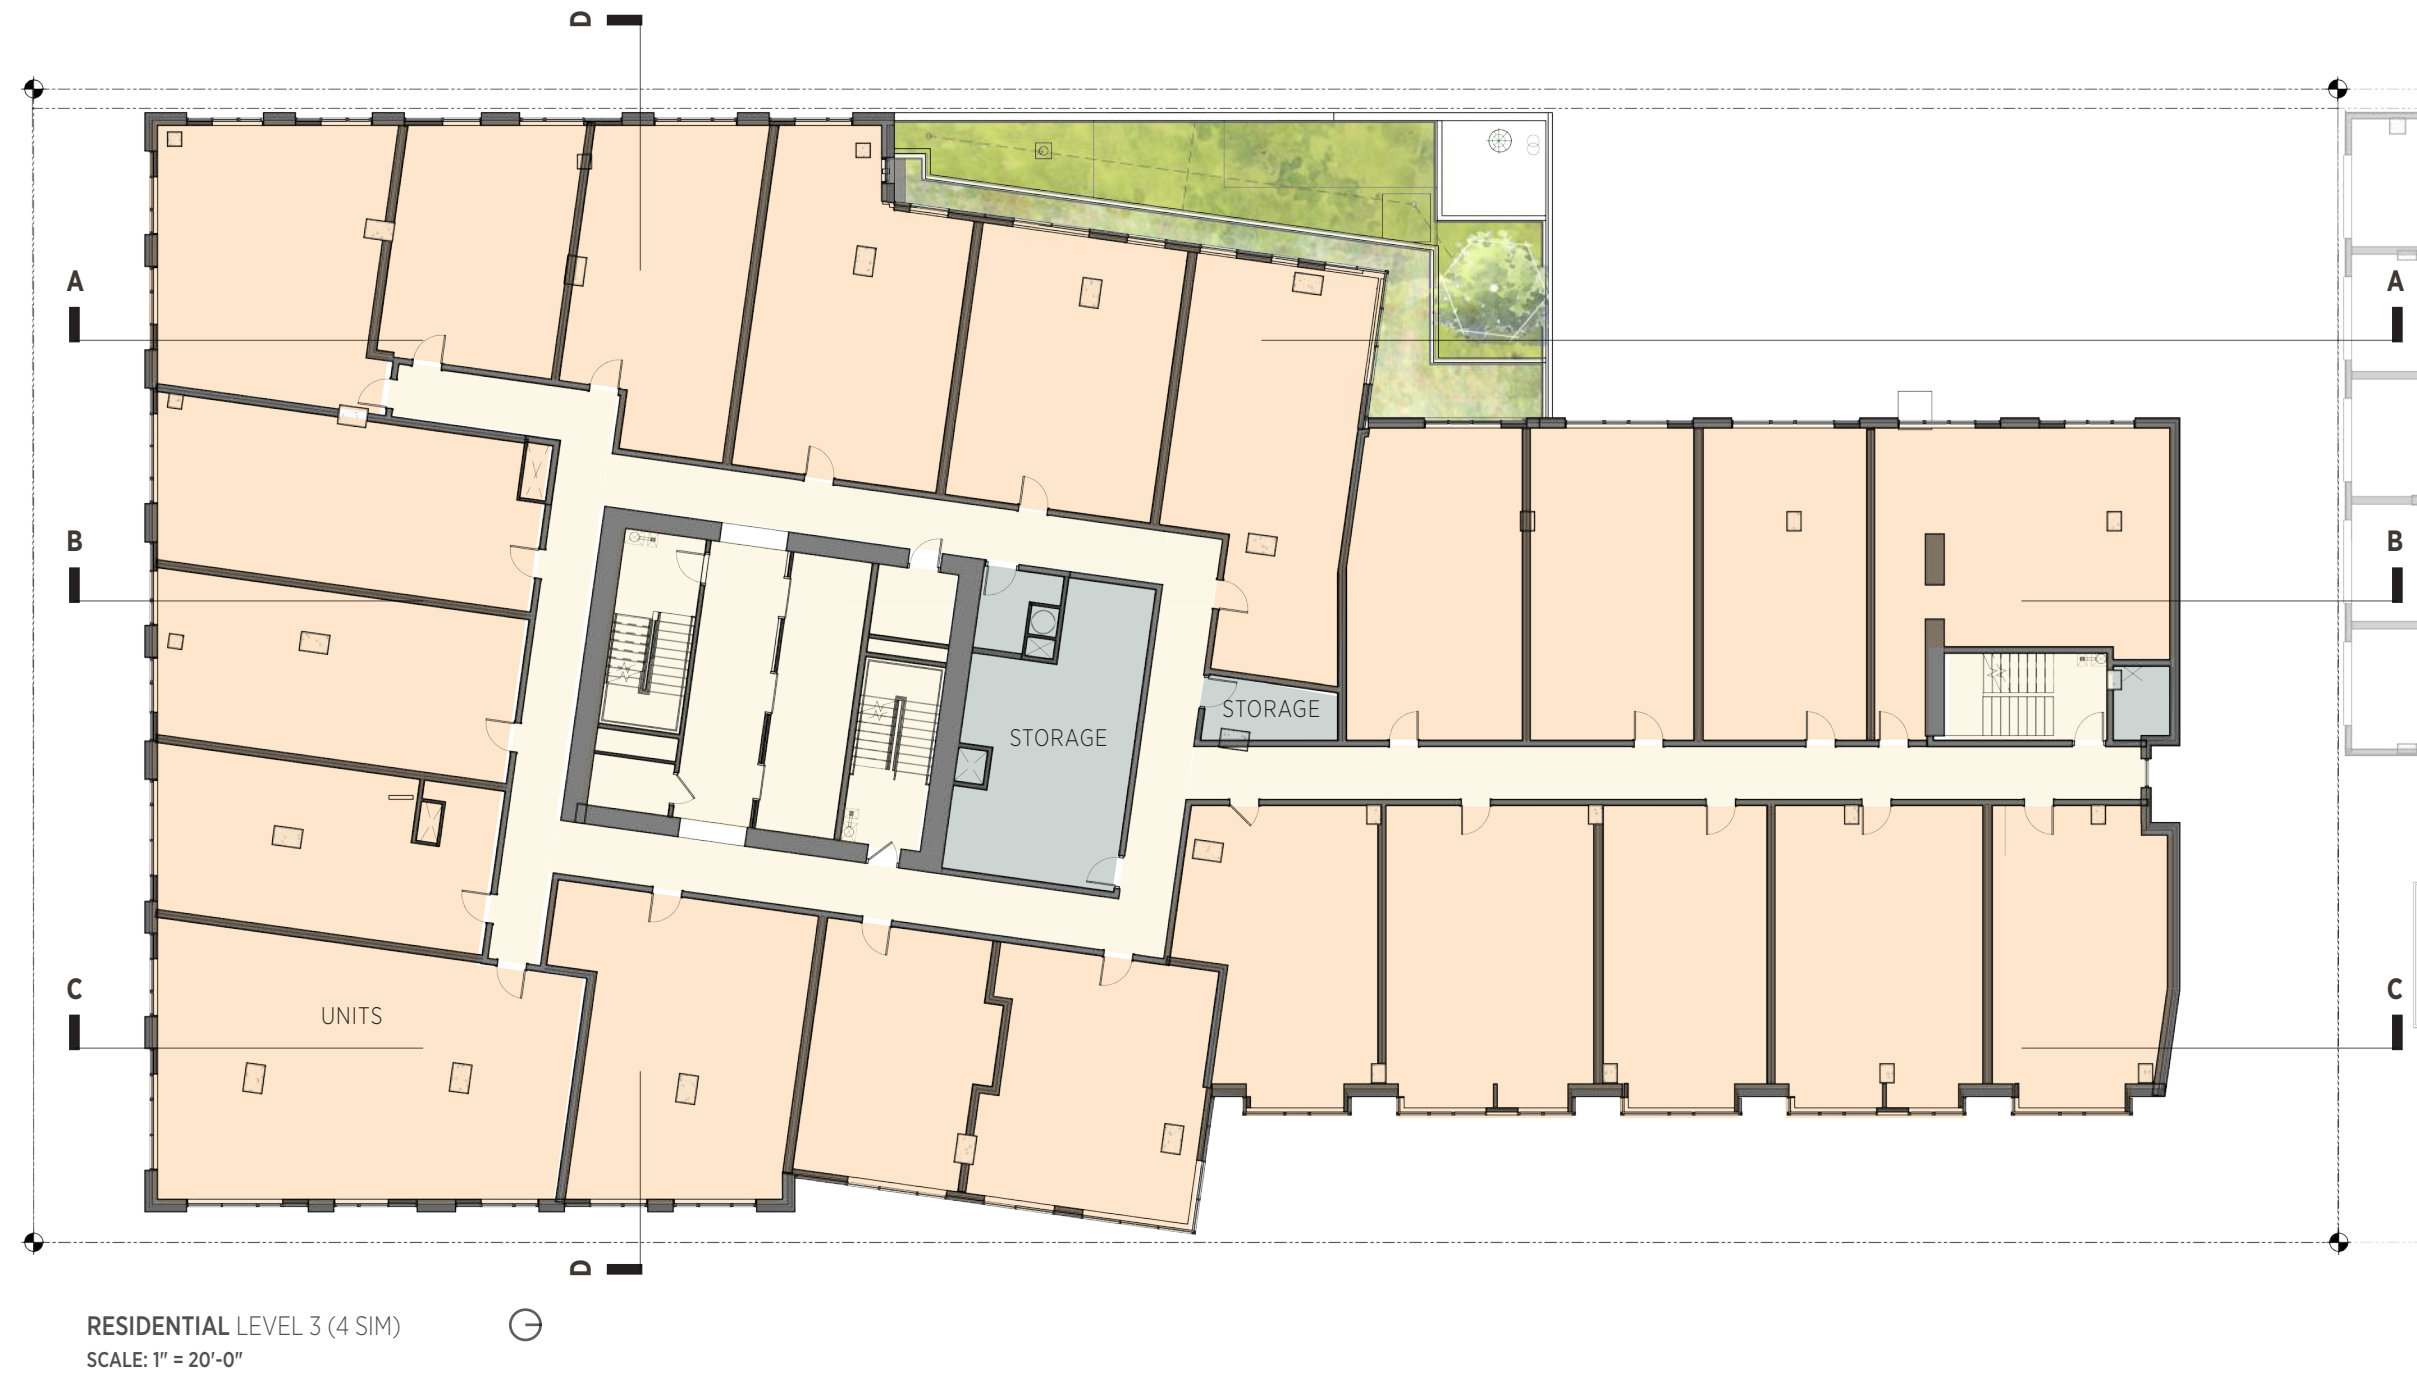 D
A
A
B
B
STORAGE
STORAGE
C
C
UNITS
D
RESIDENTIAL LEVEL 3 (4 SIM)
SCALE: 1" = 20'-0"